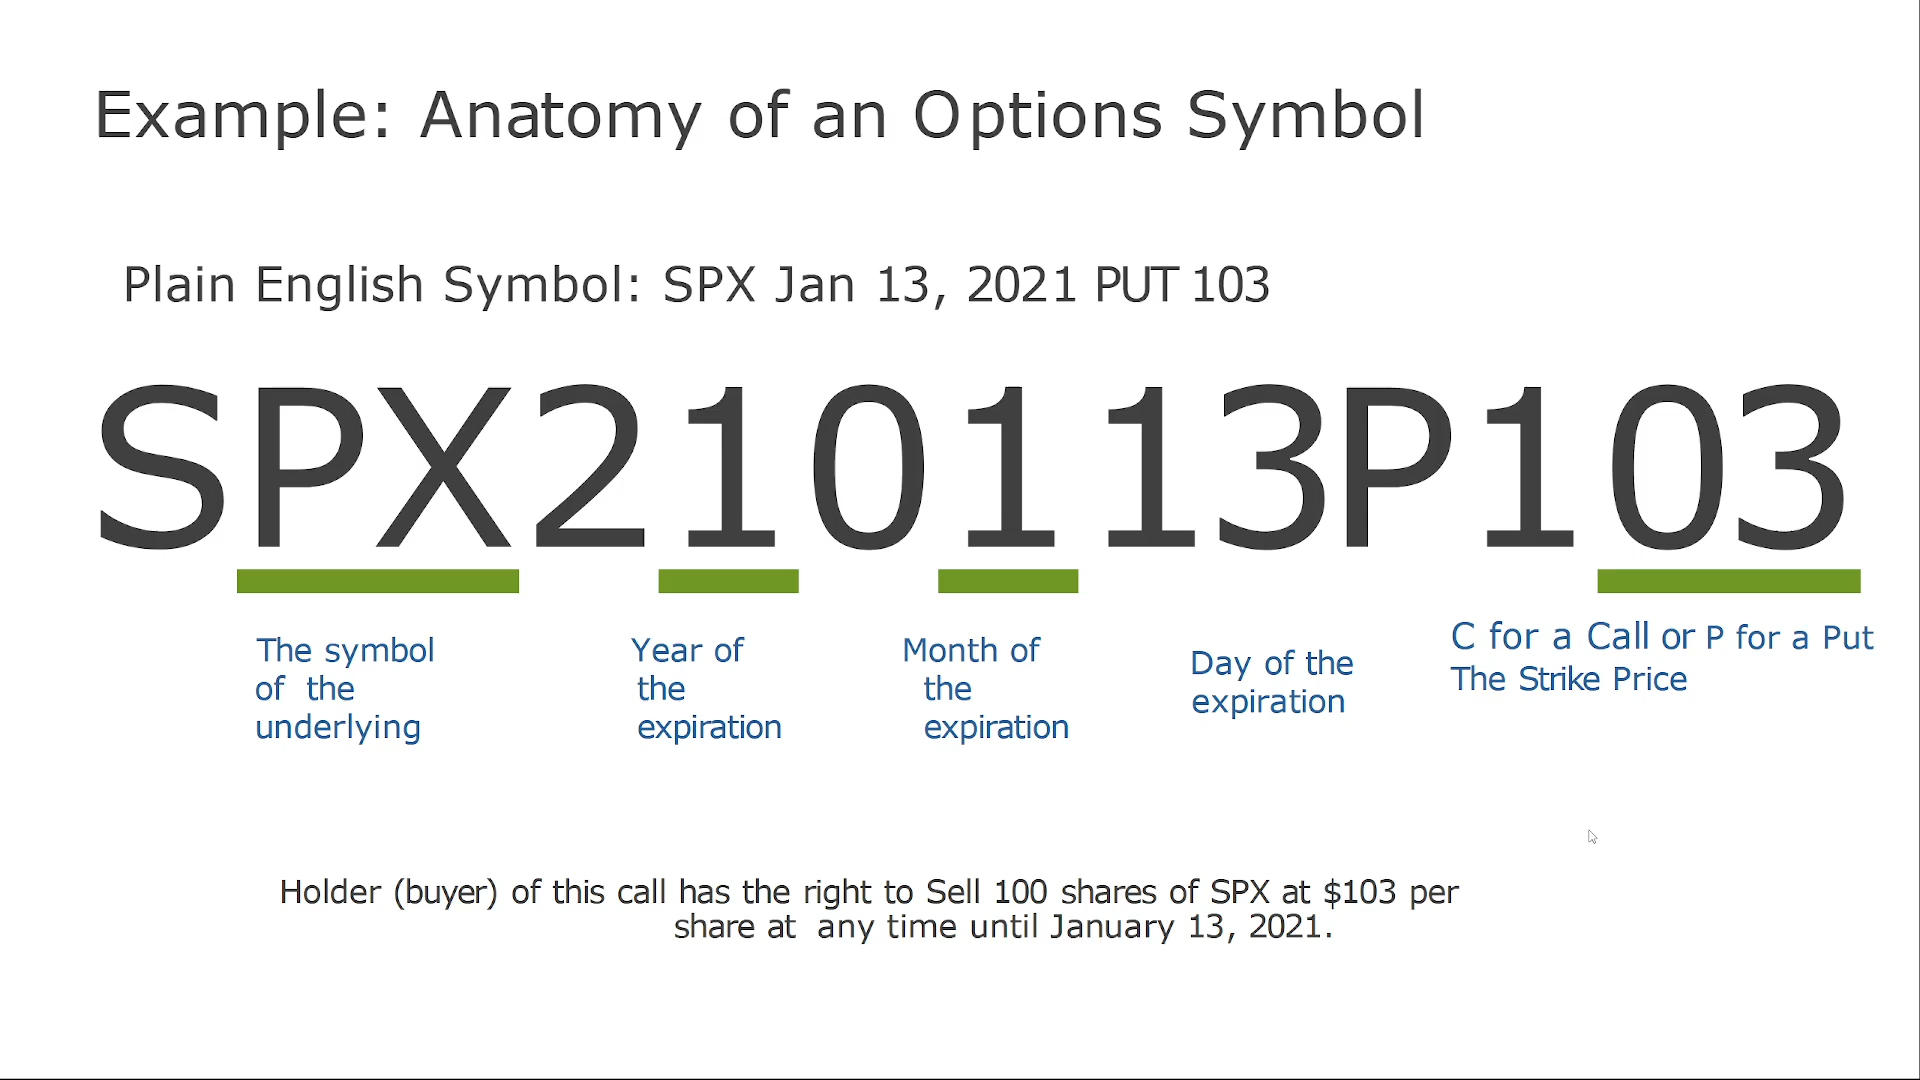 Example: Anatomy of an Options Symbol
Plain English Symbol: SPX Jan 13, 2021 PUT 103
SPX210113P103
The symbol
of the
underlying
Year of
the
expiration
Month of
the
expiration
Day of the
expiration
C for a Call or P for a Put
The Strike Price
Holder (buyer) of this call has the right to Sell 100 shares of SPX at $103 per
share at any time until January 13, 2021.